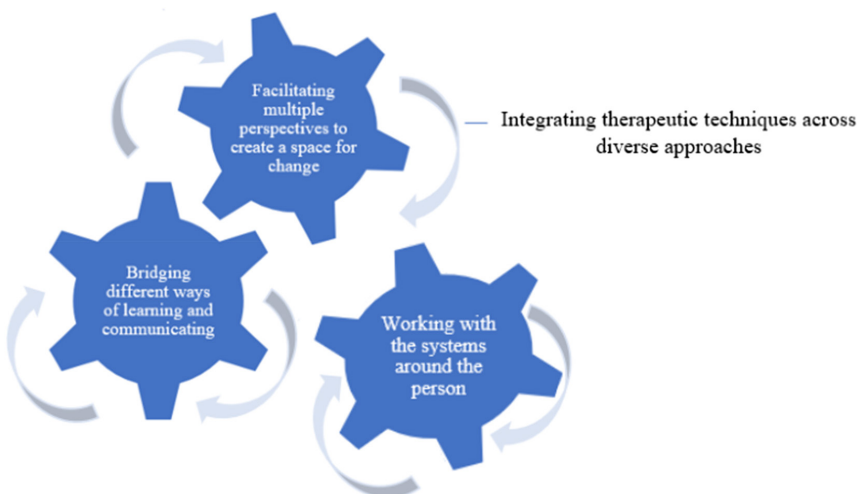 Facilitating
multiple
perspectives to
create a space for
change
Integrating therapeutic techniques across
diverse approaches
Bridging
different ways
of learning and
communicating
Working with
the systems
around the
person